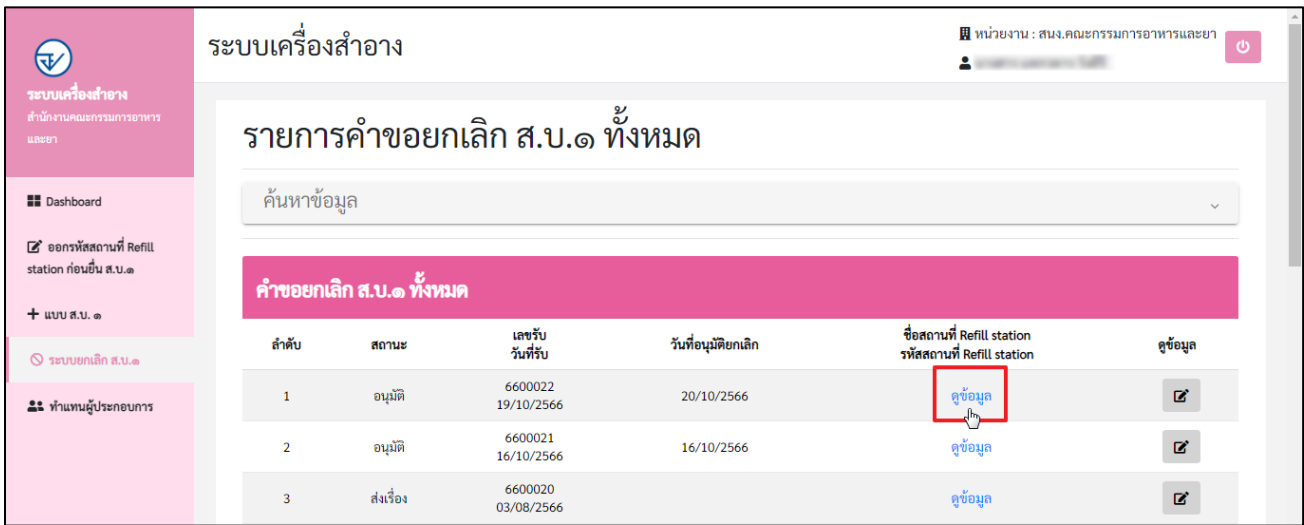 ระบบเครื่องสำอาง
สำนักงานคณะกรรมการอาหาร
และยา
Dashboard
ออกรหัสสถานที่ Refill
station ก่อนยื่น ส.บ.๑
แบบ ส.บ. ๑
ระบบยกเลิก ส.บ.๑
ทำแทนผู้ประกอบการ
ระบบเครื่องสำอาง
หน่วยงาน : สนง.คณะกรรมการอาหารและยา
รายการคำขอยกเลิก ส.บ.๑ ทั้งหมด
ค้นหาข้อมูล
คำขอยกเลิก ส.บ.๑ ทั้งหมด
ลำดับ สถานะ เลขรับ วันที่อนุมัติยกเลิก ชื่อสถานที่ Refill station ดูข้อมูล
วันที่รับ รหัสสถานที่ Refill station
1 อนุมัติ 6600022 20/10/2566 ดูข้อมูล
19/10/2566
2 อนุมัติ 6600021 16/10/2566 ดูข้อมูล
16/10/2566
3 ส่งเรื่อง 6600020 ดูข้อมูล
03/08/2566